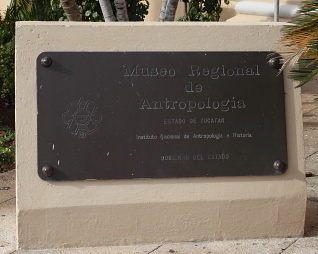 Museo Regional
de
Antropología
ESTADO DE YUCATAN
Instituto Nacional de Antropología e Historia
GOBIERNO DEL ESTADO